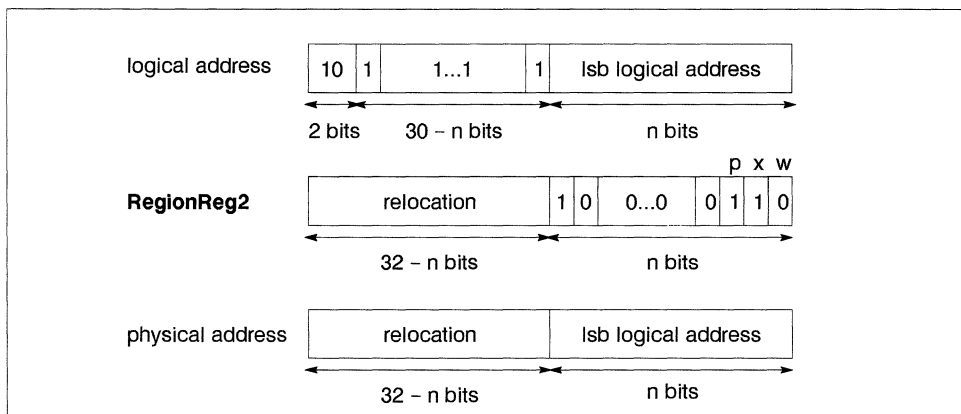 logical address 10 1 1...1 1 lsb logical address
2 bits 30 – n bits n bits
p x w
RegionReg2 relocation 1 0 0...0 0 1 1 0
32 – n bits n bits
physical address relocation lsb logical address
32 – n bits n bits